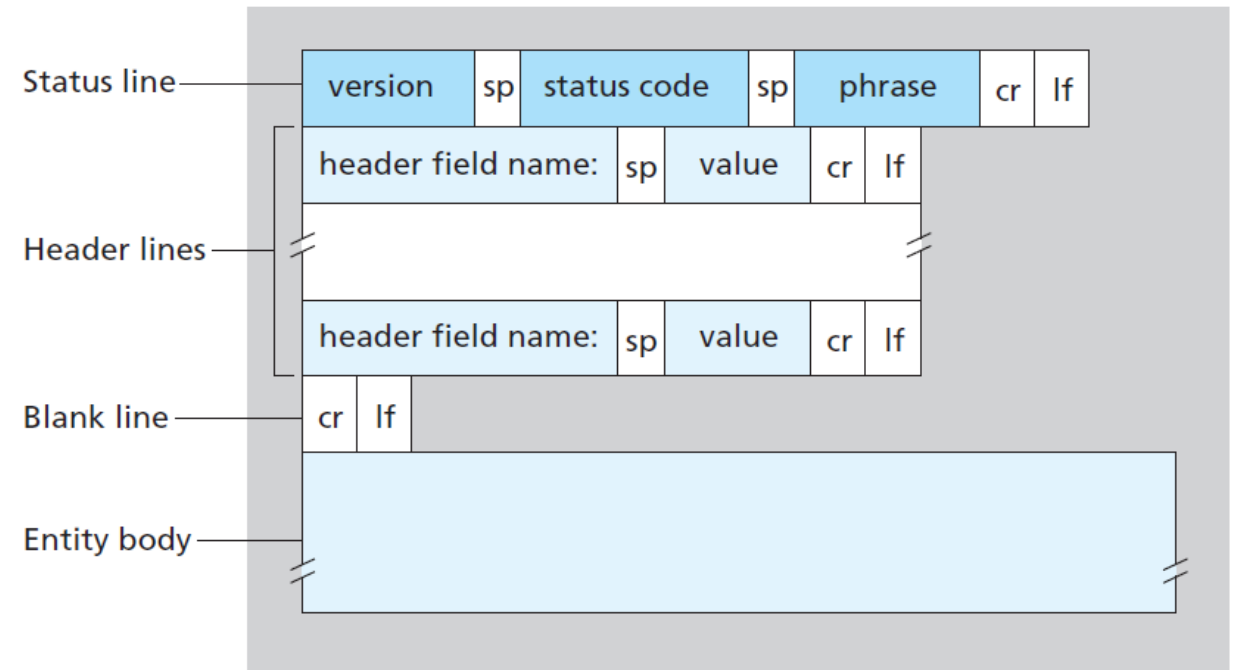 Status line version sp status code sp phrase cr lf
header field name: sp value cr lf
Header lines
header field name: sp value cr lf
Blank line cr lf
Entity body